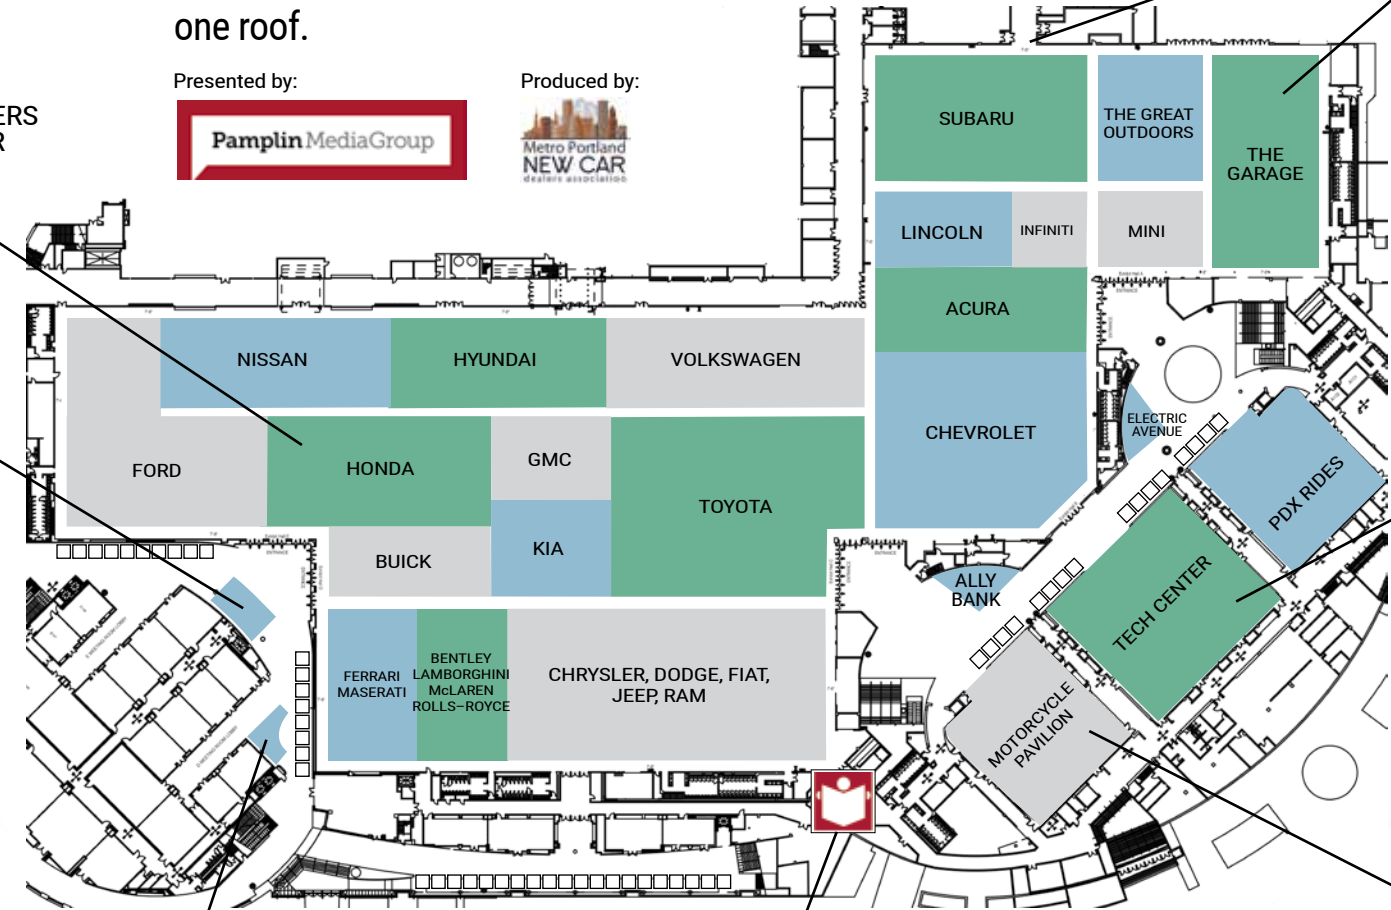 one roof.
Presented by:
Produced by:
Pamplin MediaGroup
Metro Portland
NEW CAR
dealers association
ERS
R
SUBARU
THE GREAT
OUTDOORS
THE
GARAGE
LINCOLN
INFINITI
MINI
ACURA
CHEVROLET
ELECTRIC
AVENUE
NISSAN
HYUNDAI
VOLKSWAGEN
FORD
HONDA
GMC
TOYOTA
BUICK
KIA
ALLY
BANK
PDX RIDES
TECH CENTER
MOTORCYCLE
PAVILION
FERRARI
MASERATI
BENTLEY
LAMBORGHINI
McLAREN
ROLLS–ROYCE
CHRYSLER, DODGE, FIAT,
JEEP, RAM